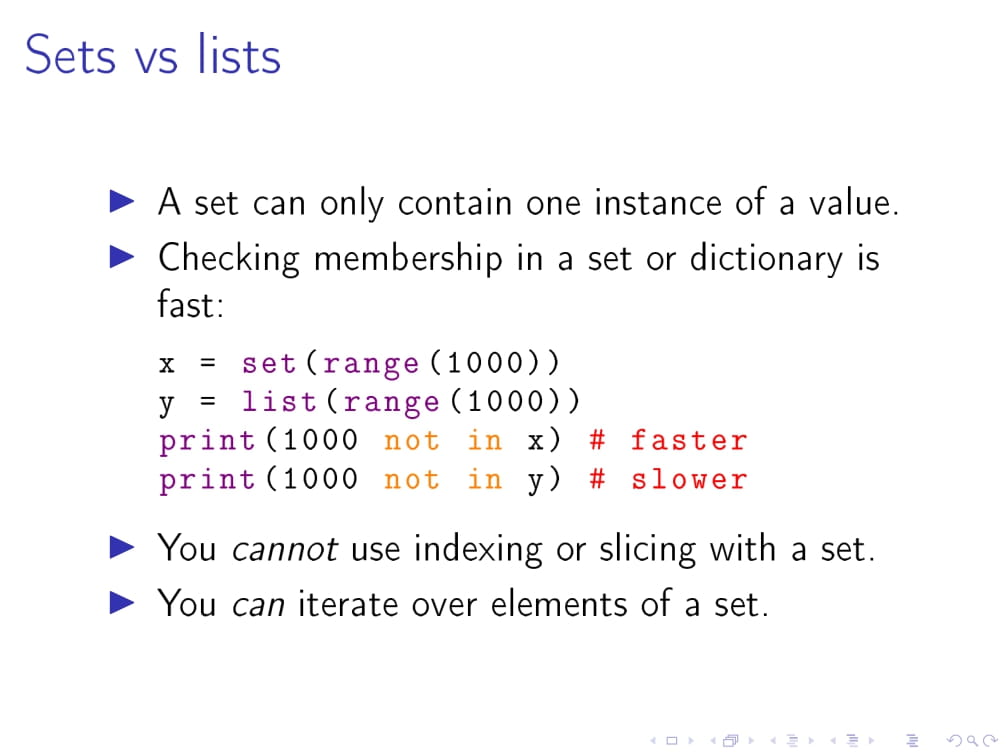 Sets vs lists
A set can only contain one instance of a value.
Checking membership in a set or dictionary is
fast:
x = set(range(1000))
y = list(range(1000))
print(1000 not in x) # faster
print(1000 not in y) # slower
You cannot use indexing or slicing with a set.
You can iterate over elements of a set.